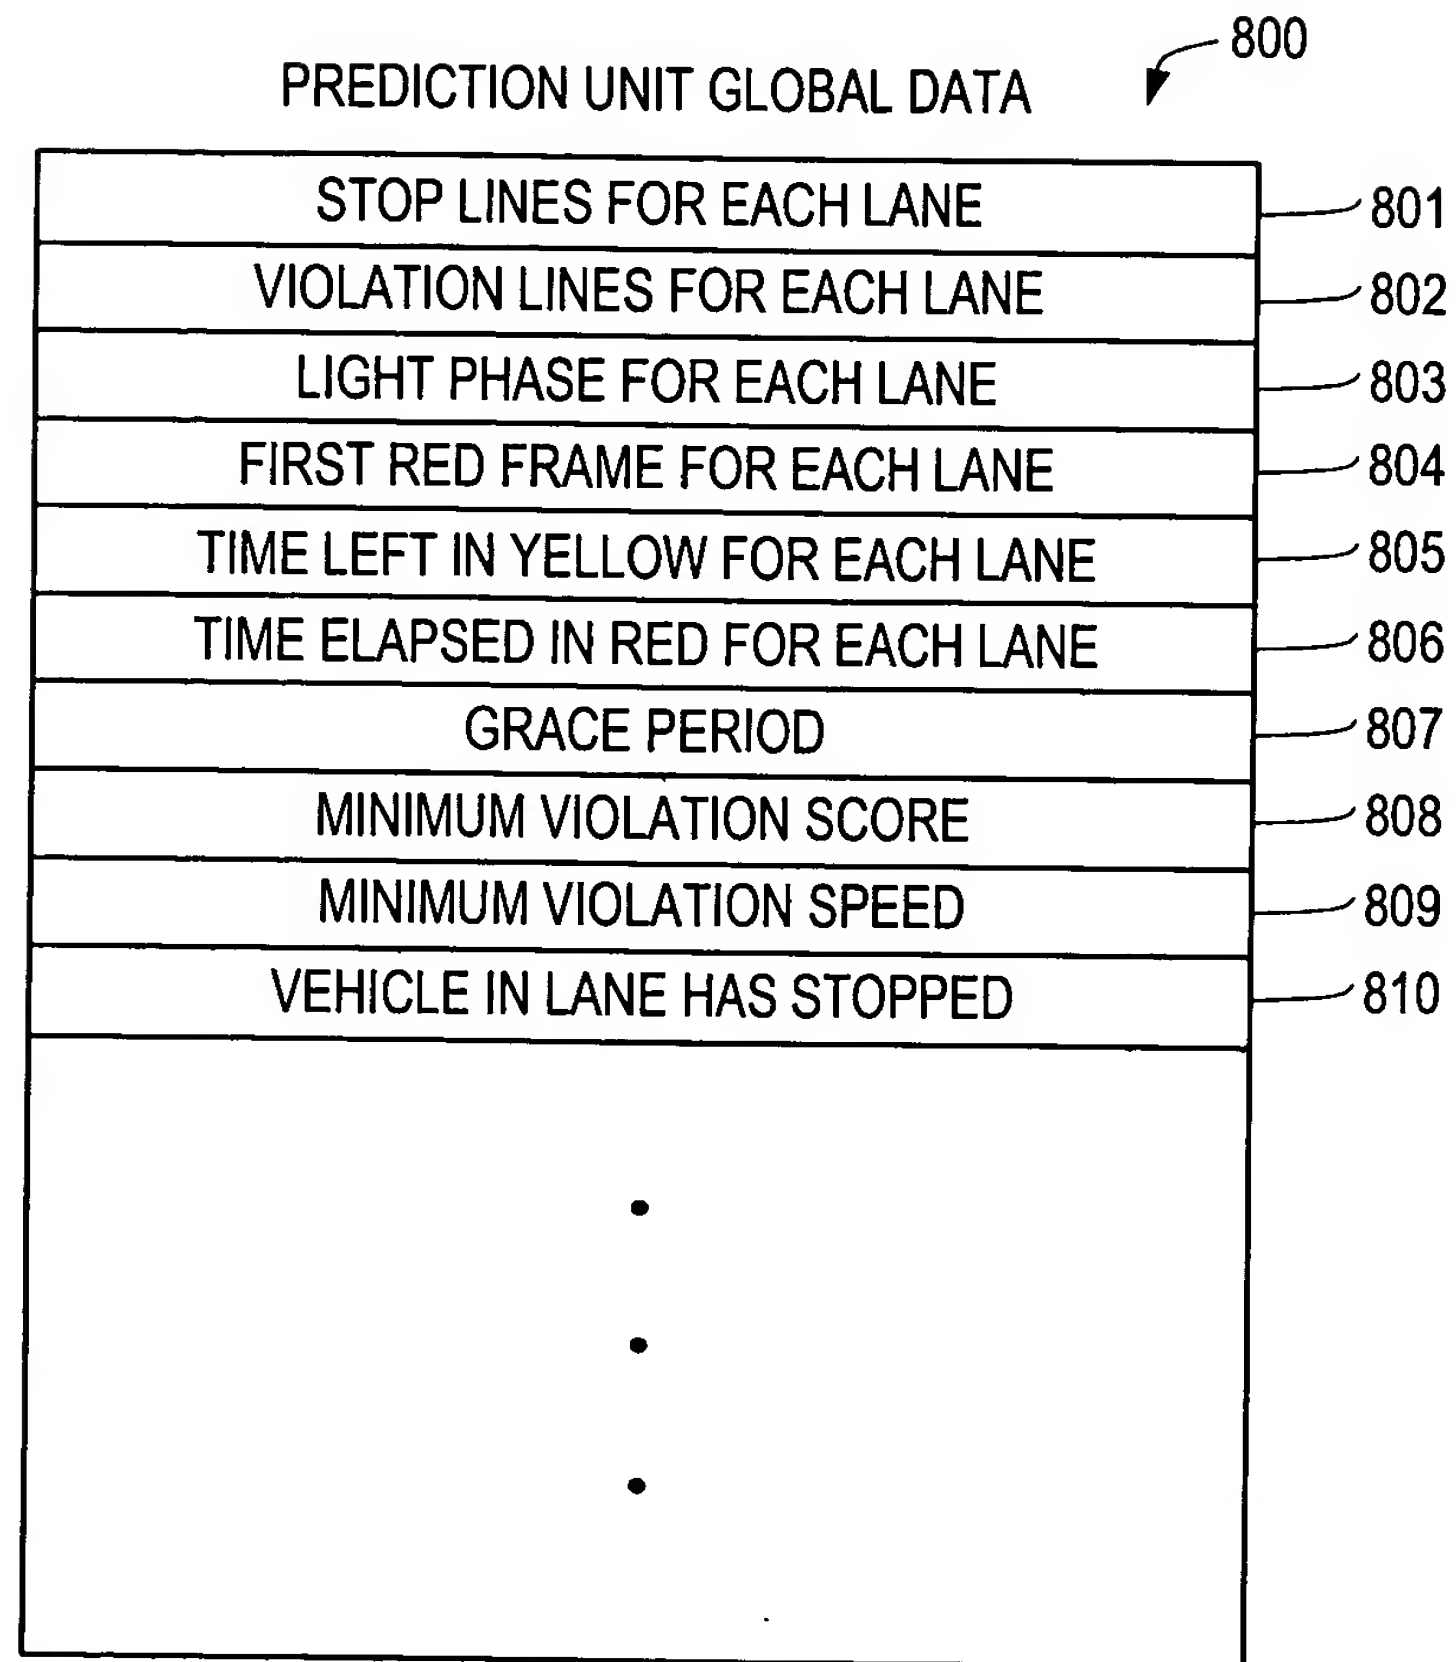 800
PREDICTION UNIT GLOBAL DATA
STOP LINES FOR EACH LANE 801
VIOLATION LINES FOR EACH LANE 802
LIGHT PHASE FOR EACH LANE 803
FIRST RED FRAME FOR EACH LANE 804
TIME LEFT IN YELLOW FOR EACH LANE 805
TIME ELAPSED IN RED FOR EACH LANE 806
GRACE PERIOD 807
MINIMUM VIOLATION SCORE 808
MINIMUM VIOLATION SPEED 809
VEHICLE IN LANE HAS STOPPED 810